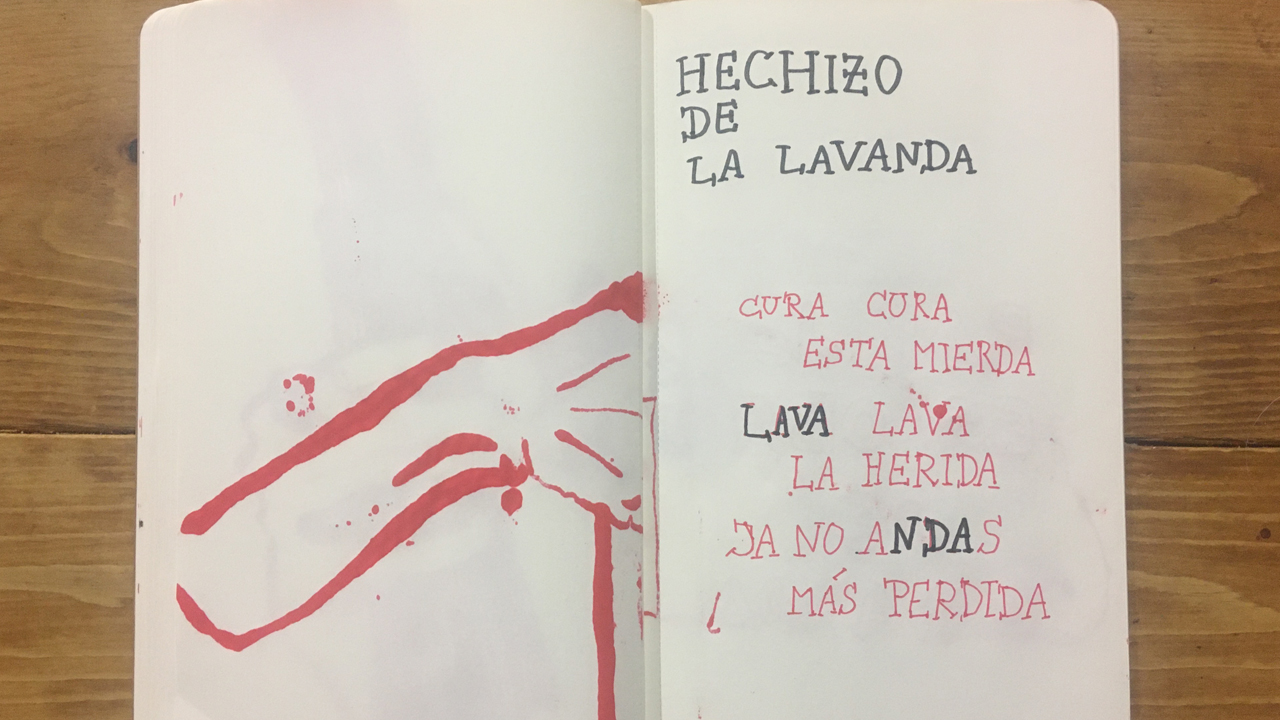 HECHIZO
DE
LA LAVANDA
CURA CURA
ESTA MIERDA
LAVA LAVA
LA HERIDA
JA NO ANDAS
MÁS PERDIDA